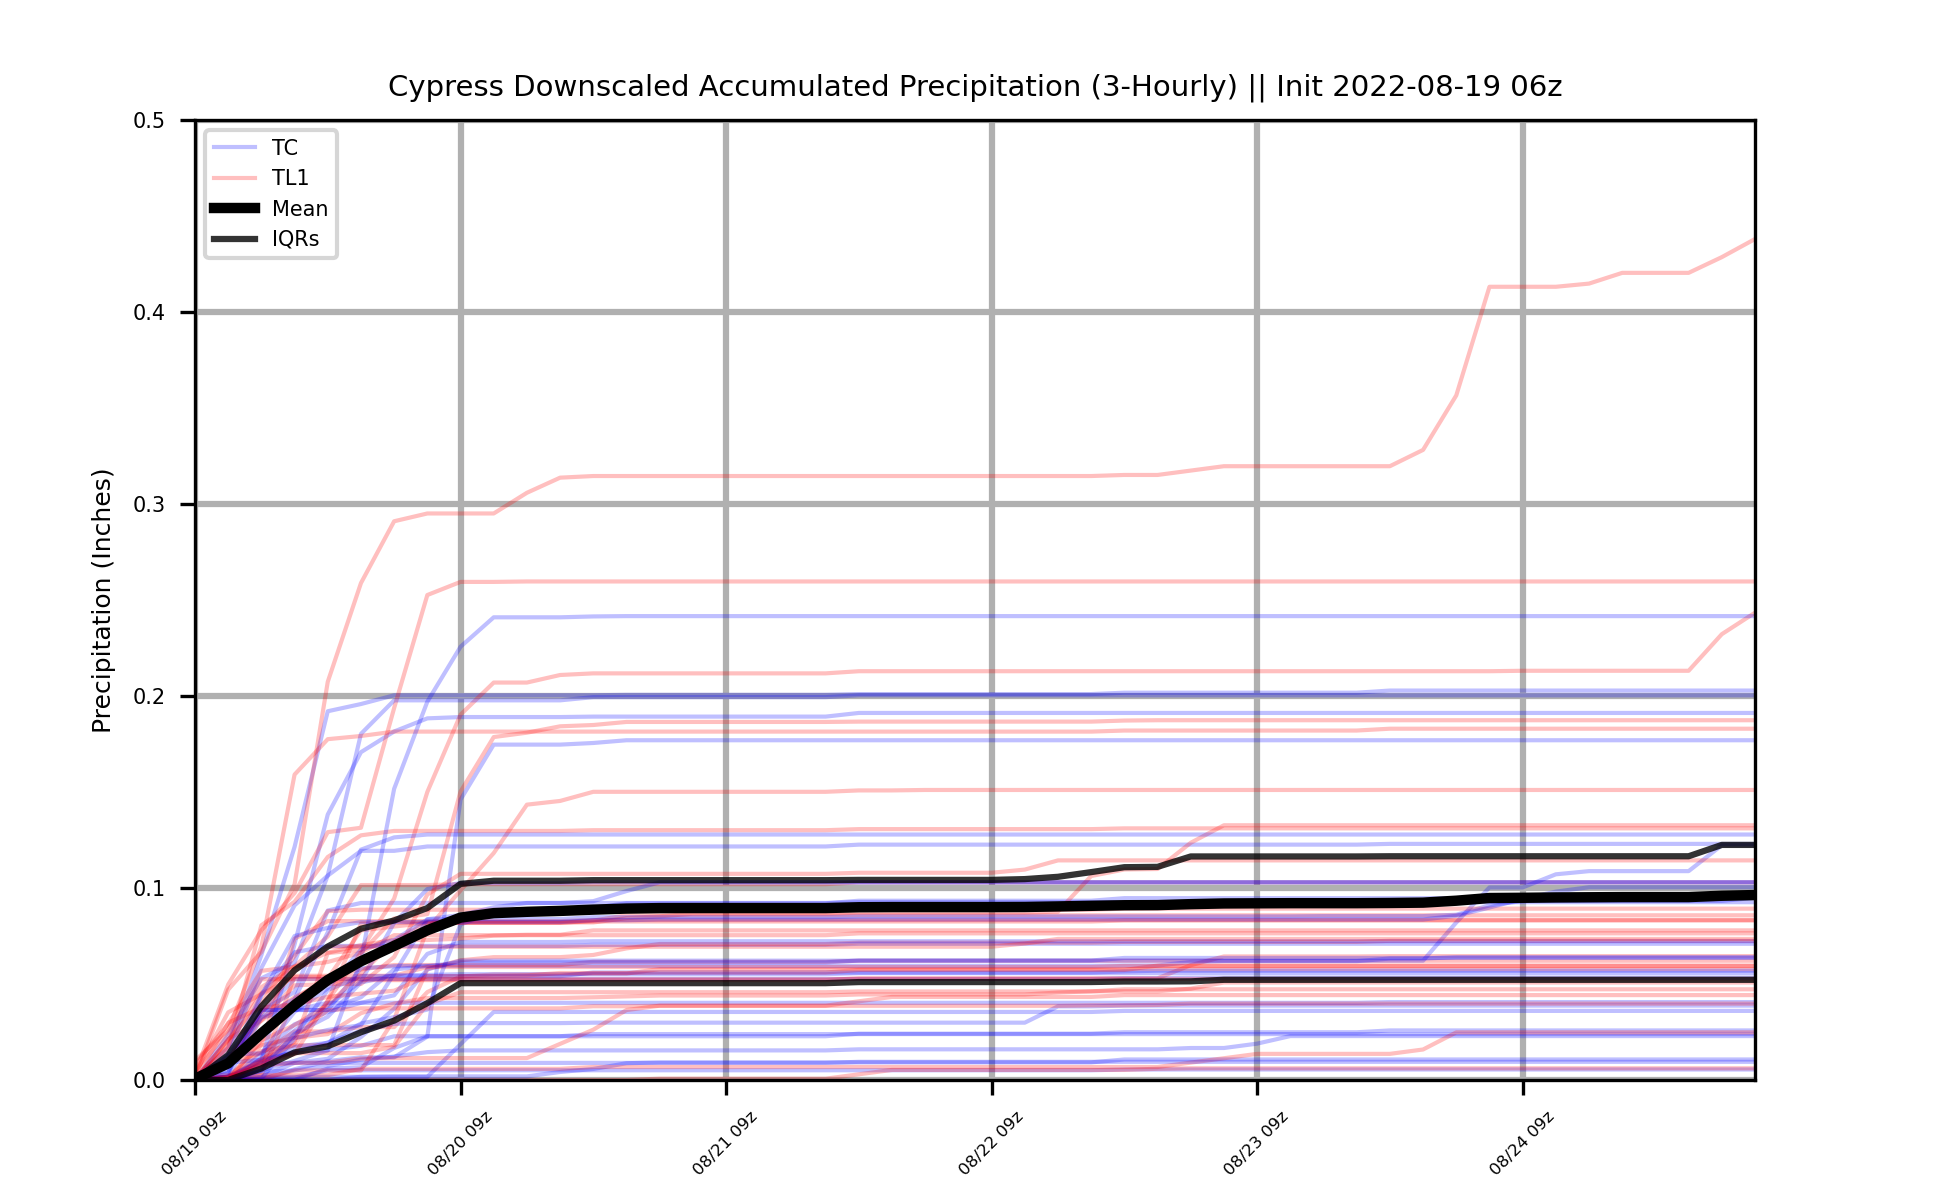 Cypress Downscaled Accumulated Precipitation (3-Hourly) || Init 2022-08-19 06z
0.5
TC
TL1
Mean
IQRs
0.4
0.3
Precipitation (Inches)
0.2
0.1
0.0
08/19 09z
08/20 09z
08/21 09z
08/22 09z
08/23 09z
08/24 09z